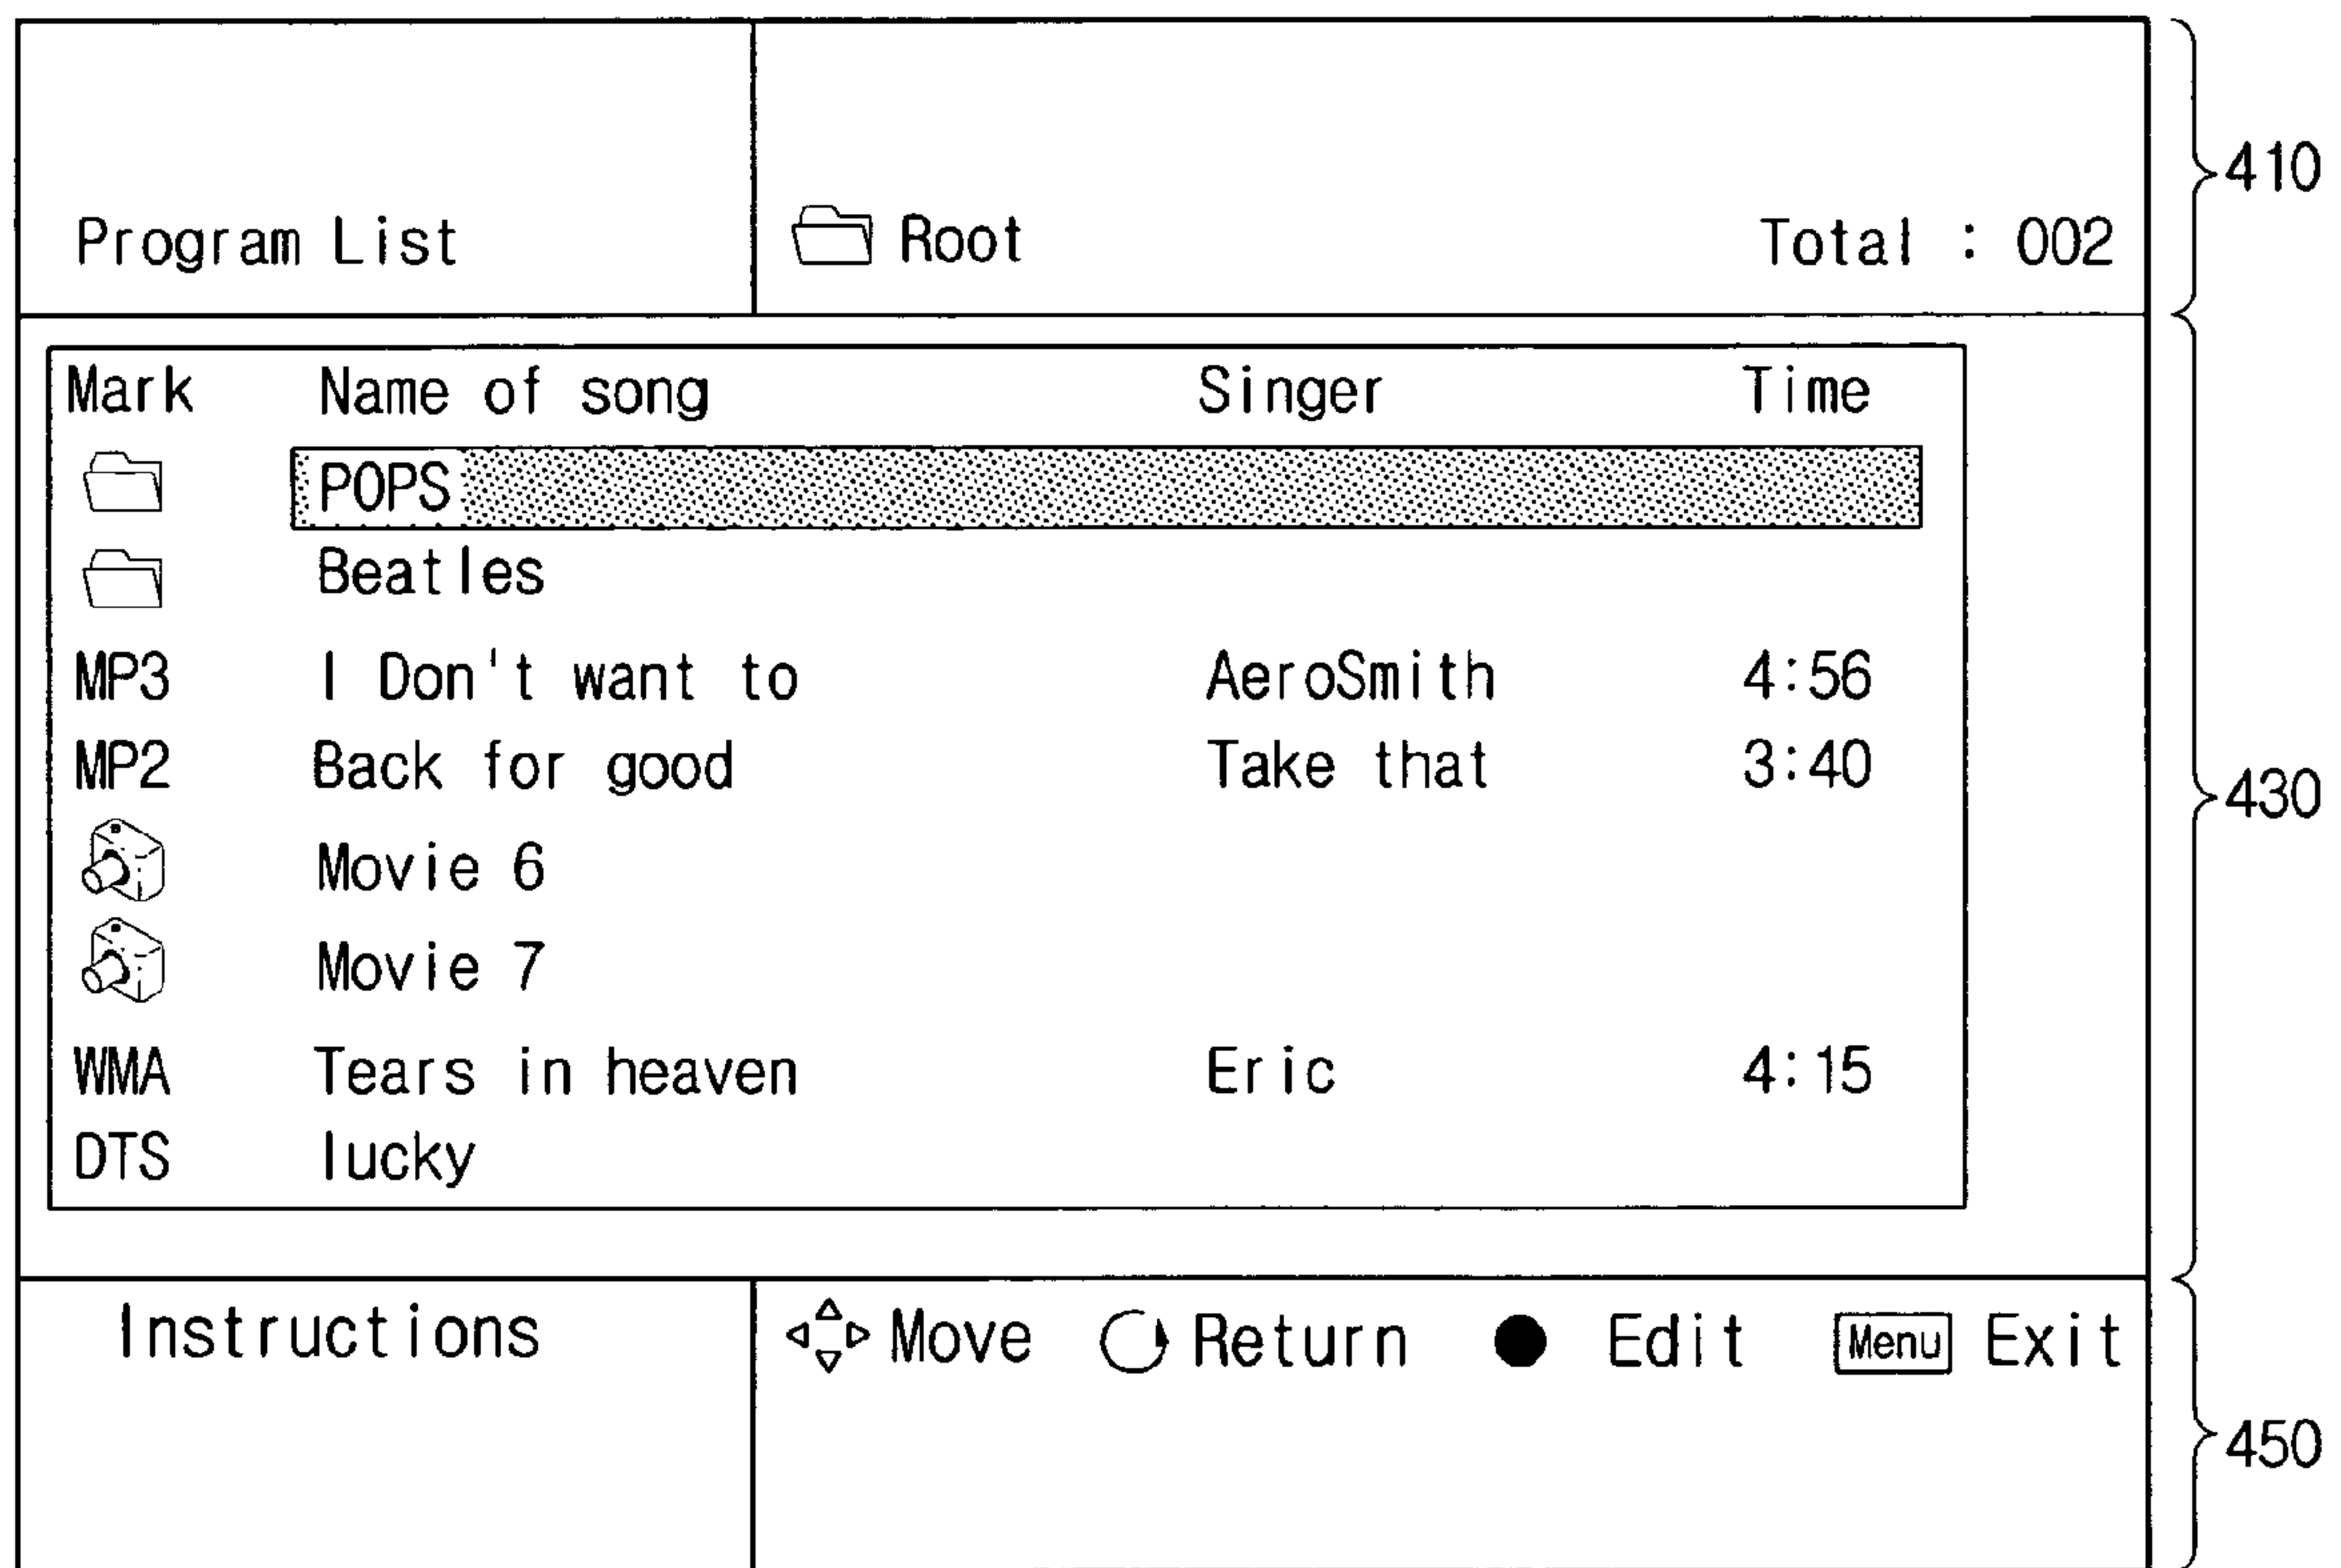 Program List Root Total : 002
410
Mark Name of song Singer Time
POPS
Beatles
MP3 I Don't want to AeroSmith 4:56
MP2 Back for good Take that 3:40
430
Movie 6
Movie 7
WMA Tears in heaven Eric 4:15
DTS lucky
Instructions Move Return Edit Menu Exit
450